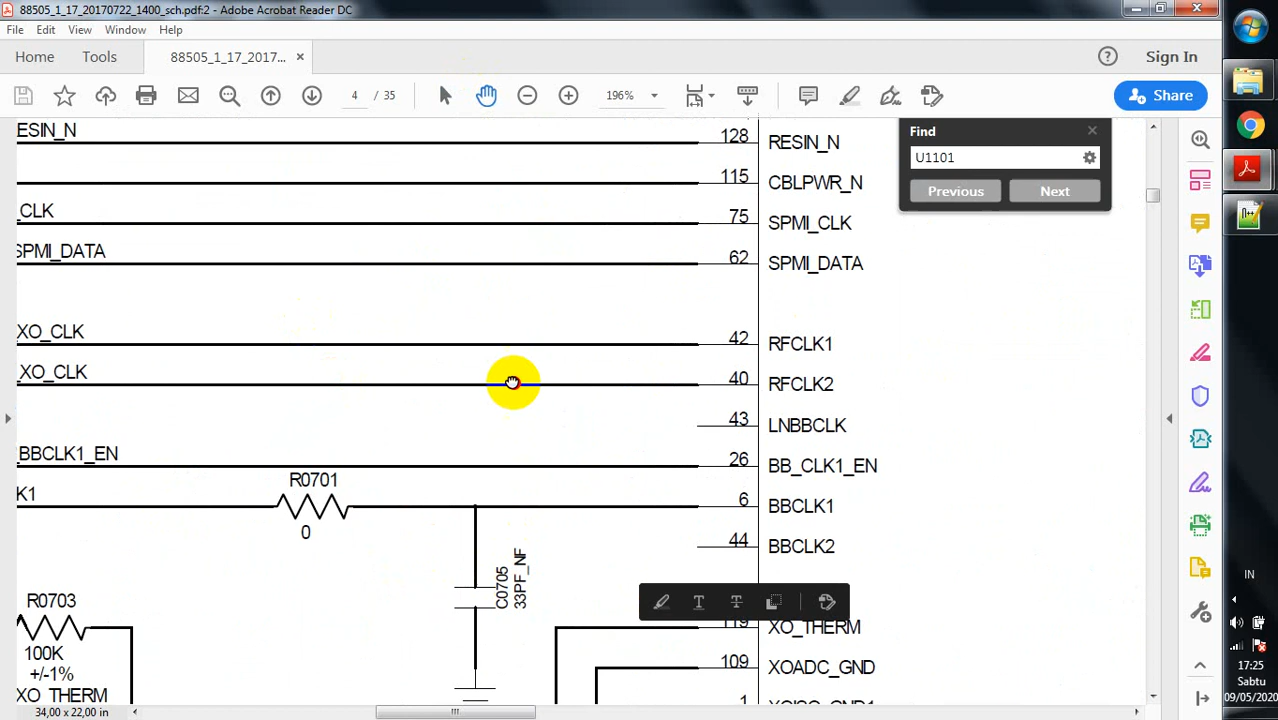 88505_1_17_20170722_1400_sch.pdf:2 - Adobe Acrobat Reader DC
File Edit View Window Help
Home Tools 88505_1_17_2017... × Sign In
4 / 35 196% Share
Find
U1101
Previous Next
ESIN_N 128 RESIN_N
115 CBLPWR_N
_CLK 75 SPMI_CLK
SPMI_DATA 62 SPMI_DATA
XO_CLK 42 RFCLK1
_XO_CLK 40 RFCLK2
43 LNBBCLK
BBCLK1_EN 26 BB_CLK1_EN
R0701
K1 6 BBCLK1
0
44 BBCLK2
C0705
33PF_NF
R0703
119 XO_THERM
100K
+/-1%
109 XOADC_GND
XO_THERM
1
34,00 x 22,00 in
IN
17:25
Sabtu
09/05/2020